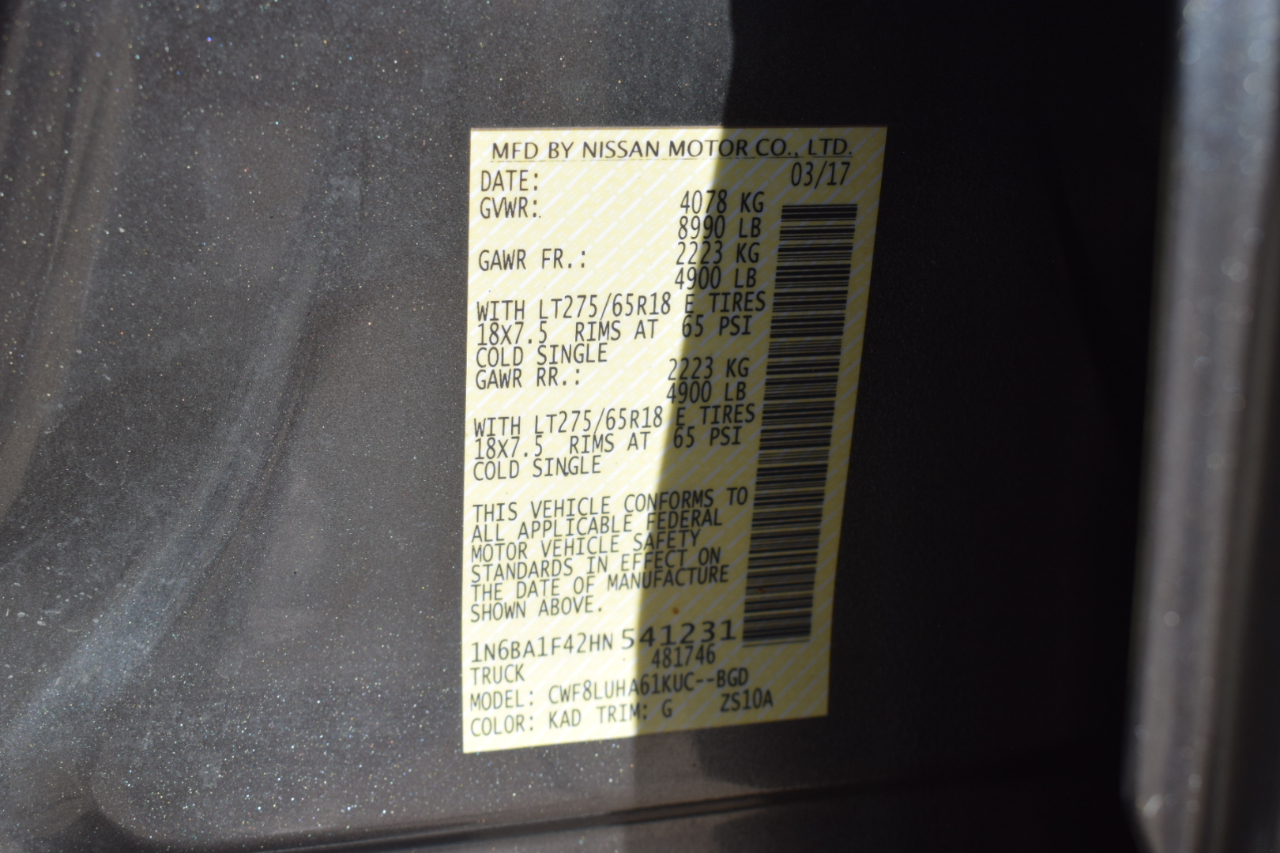 MFD BY NISSAN MOTOR CO., LTD.
DATE: 03/17
GVWR: 4078 KG
8990 LB
GAWR FR.: 2223 KG
4900 LB
WITH LT275/65R18 E TIRES
18X7.5 RIMS AT 65 PSI
COLD SINGLE
GAWR RR.: 2223 KG
4900 LB
WITH LT275/65R18 E TIRES
18X7.5 RIMS AT 65 PSI
COLD SINGLE
THIS VEHICLE CONFORMS TO
ALL APPLICABLE FEDERAL
MOTOR VEHICLE SAFETY
STANDARDS IN EFFECT ON
THE DATE OF MANUFACTURE
SHOWN ABOVE.
1N6BA1F42HN 541231
TRUCK 481746
MODEL: CWF8LUHA61KUC--BGD
COLOR: KAD TRIM: G ZS10A